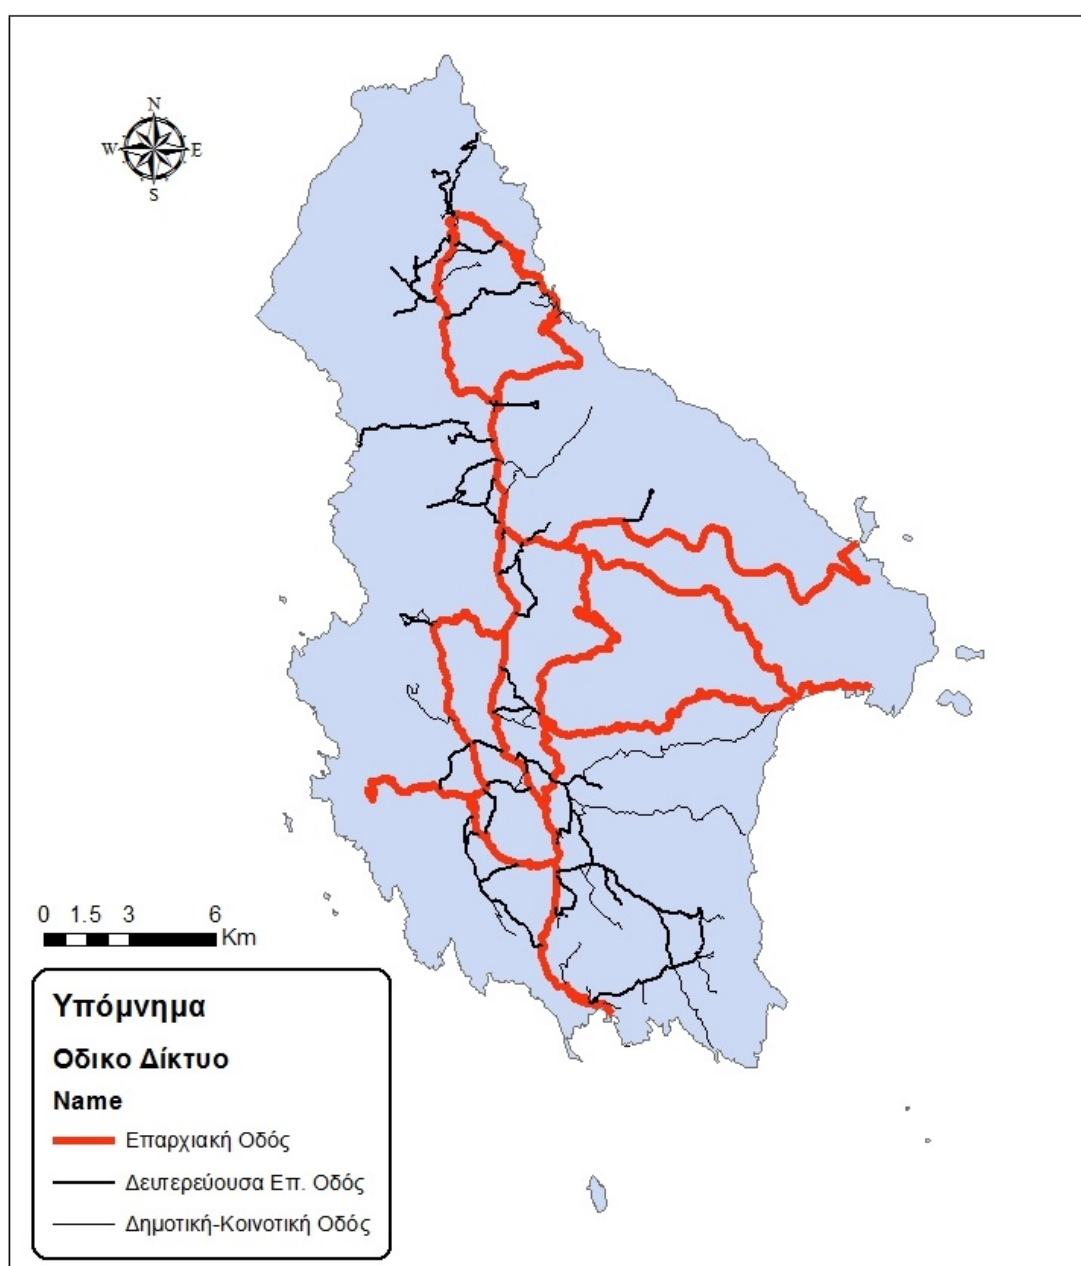 N
W E
S
0 1.5 3 6
Km
Υπόμνημα
Οδικο Δίκτυο
Name
Επαρχιακή Οδός
Δευτερεύουσα Επ. Οδός
Δημοτική-Κοινοτική Οδός